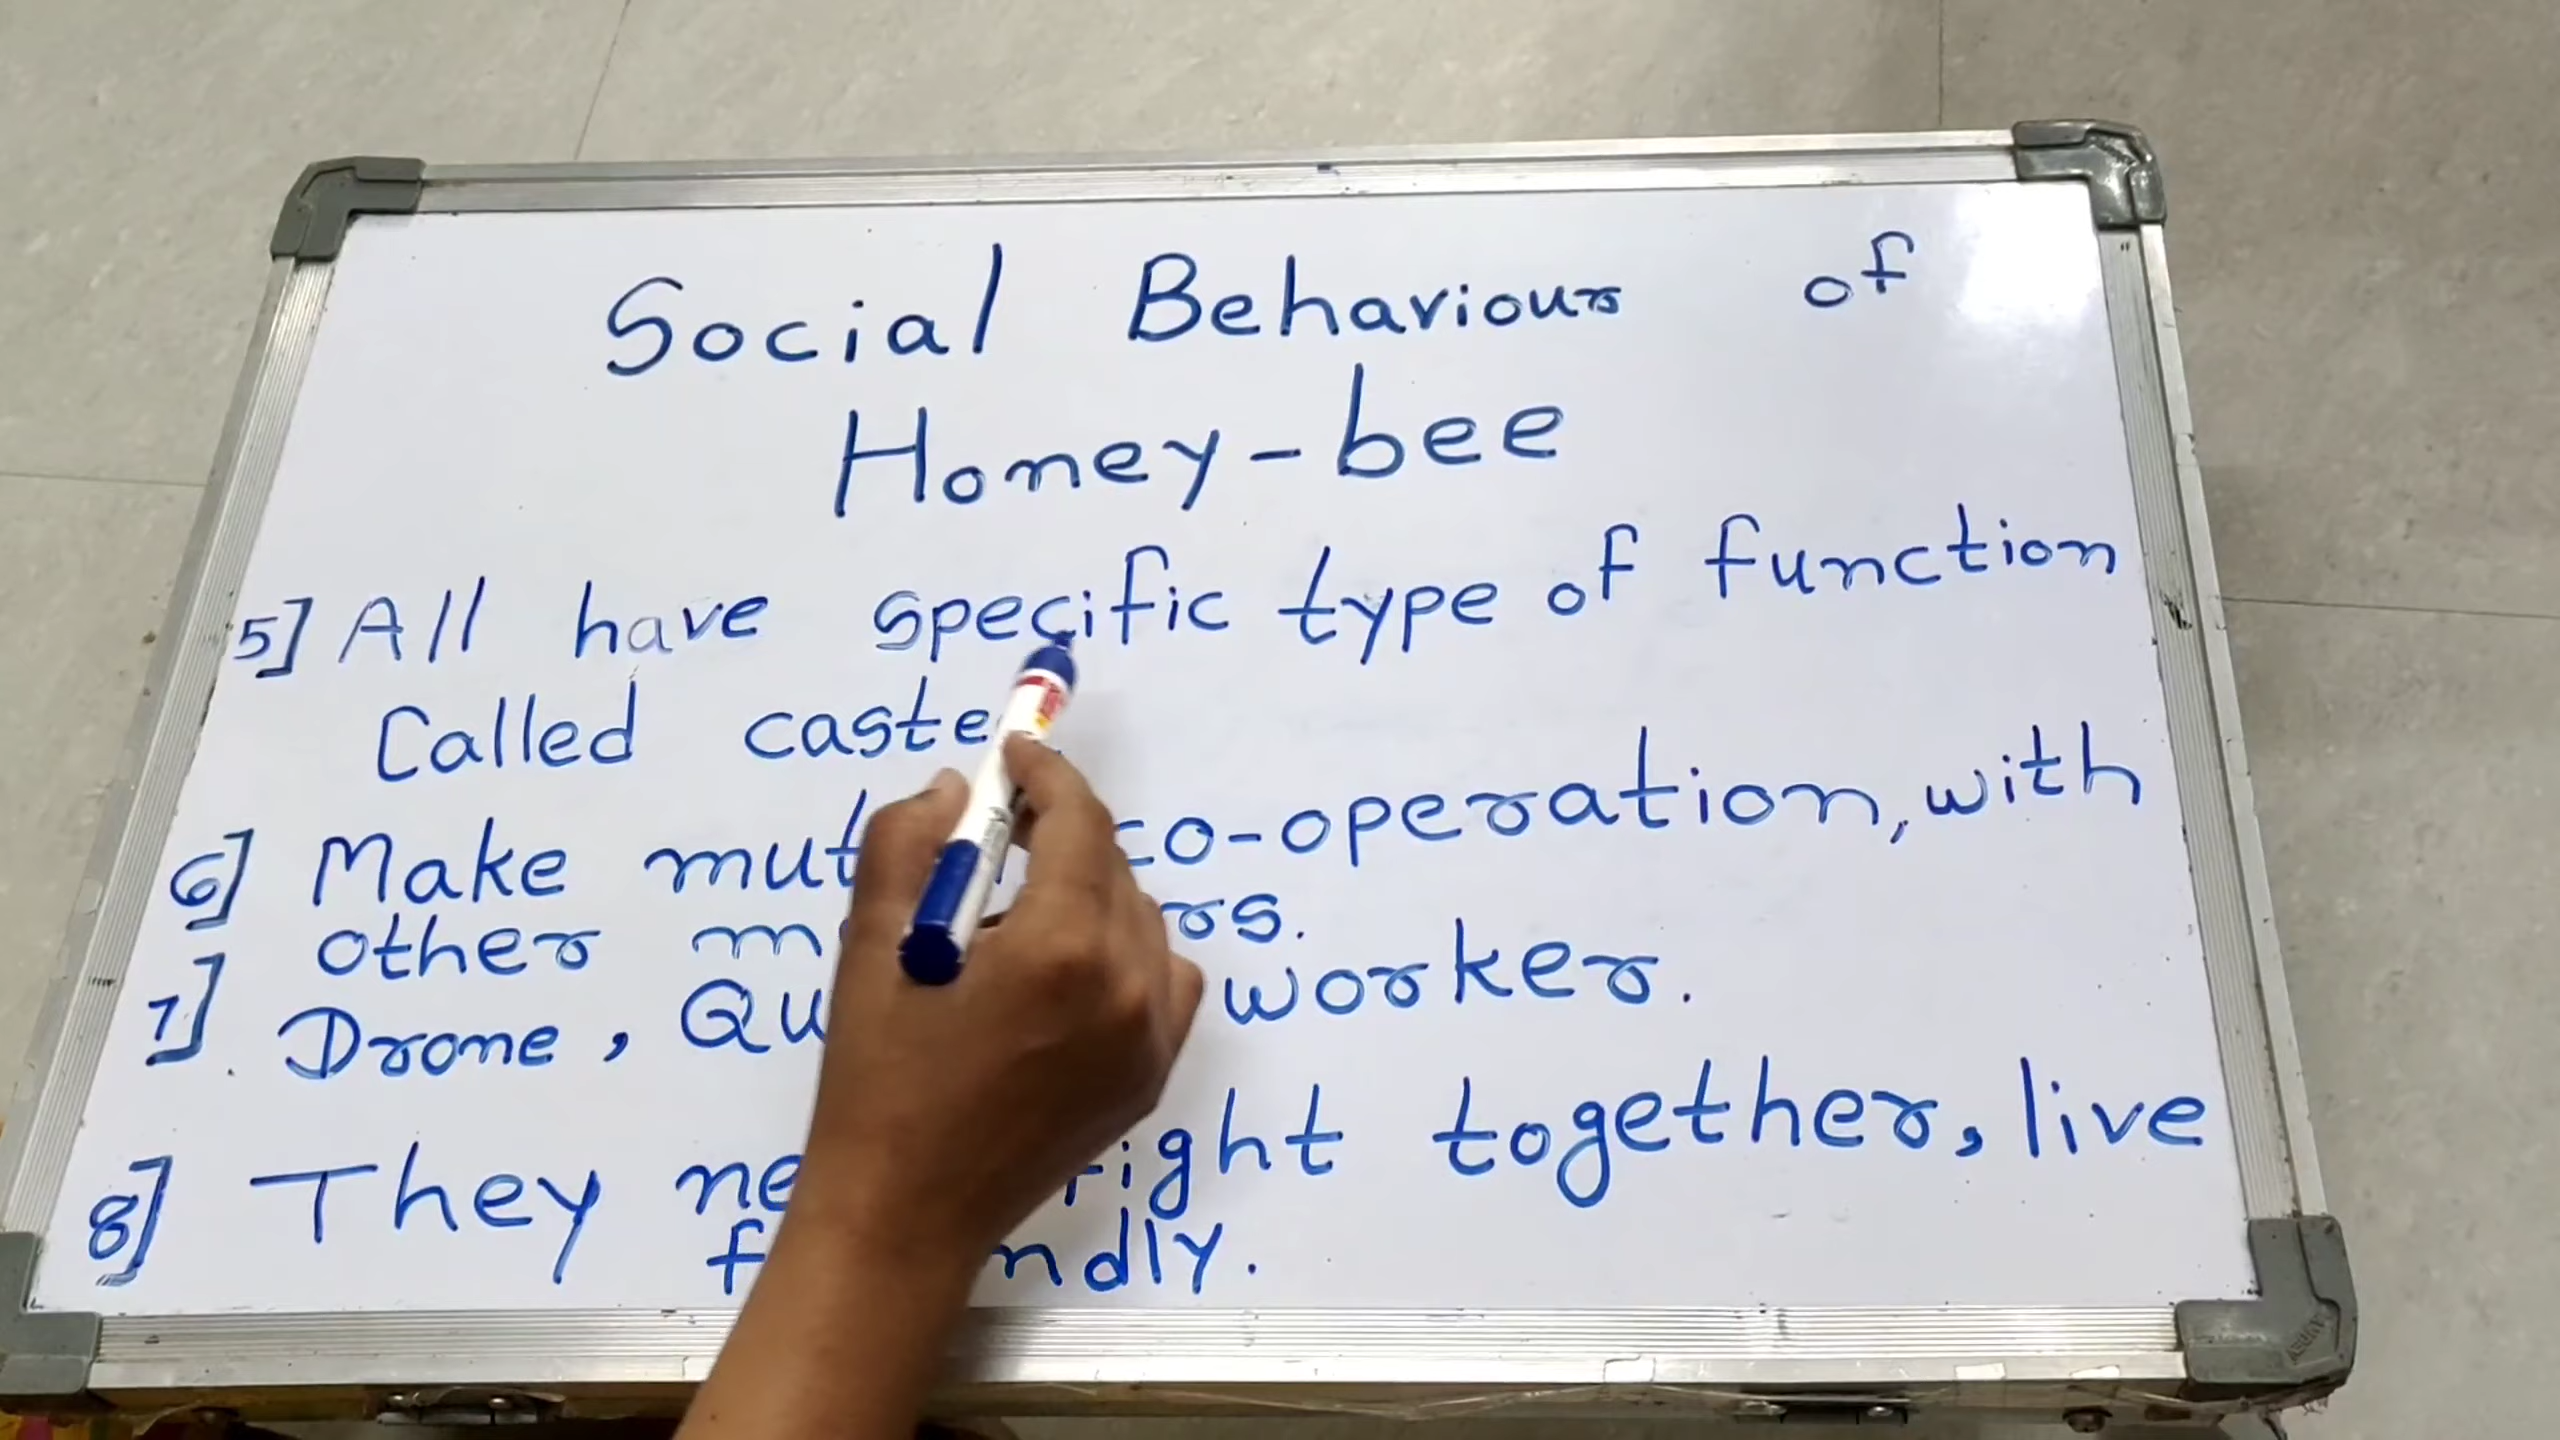 Social Behaviour of
Honey-bee
5] All have specific type of function
Called caste
6] Make co-operation, with
other
7] Drone, worker.
8] They together, live